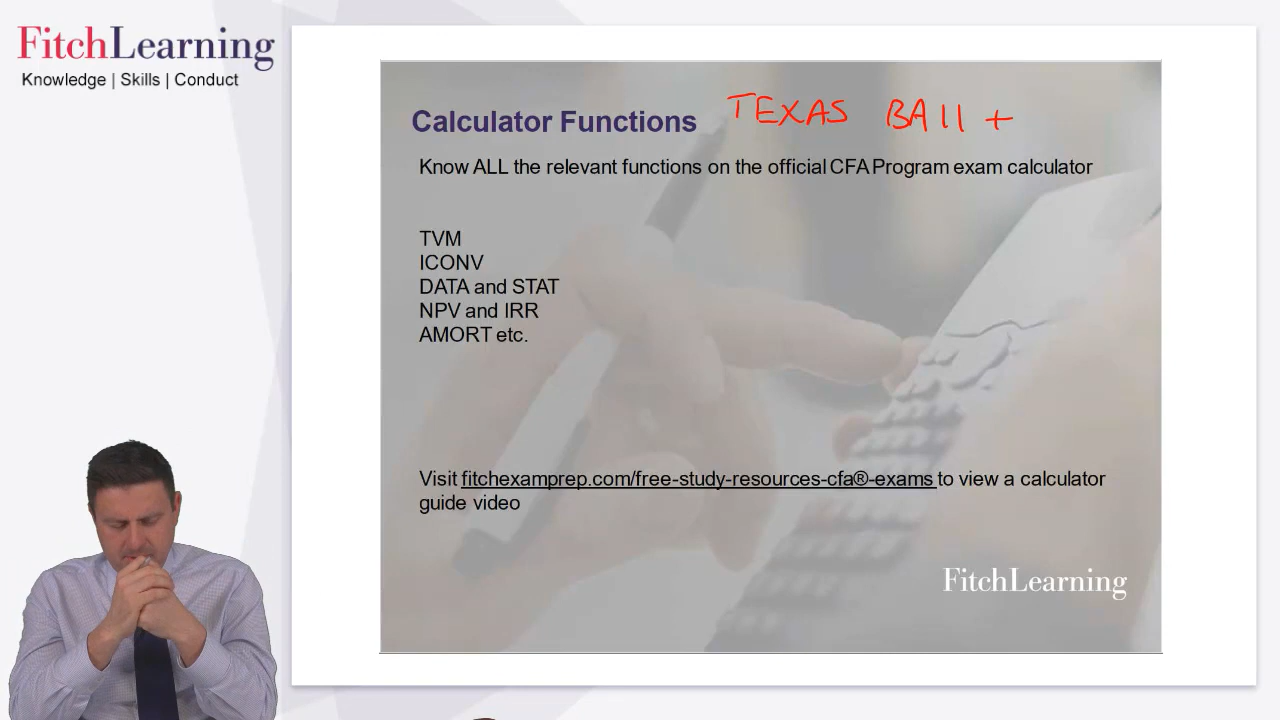 FitchLearning
Knowledge | Skills | Conduct
Calculator Functions TEXAS BA II +
Know ALL the relevant functions on the official CFA Program exam calculator
TVM
ICONV
DATA and STAT
NPV and IRR
AMORT etc.
Visit fitchexamprep.com/free-study-resources-cfa®-exams to view a calculator
guide video
FitchLearning